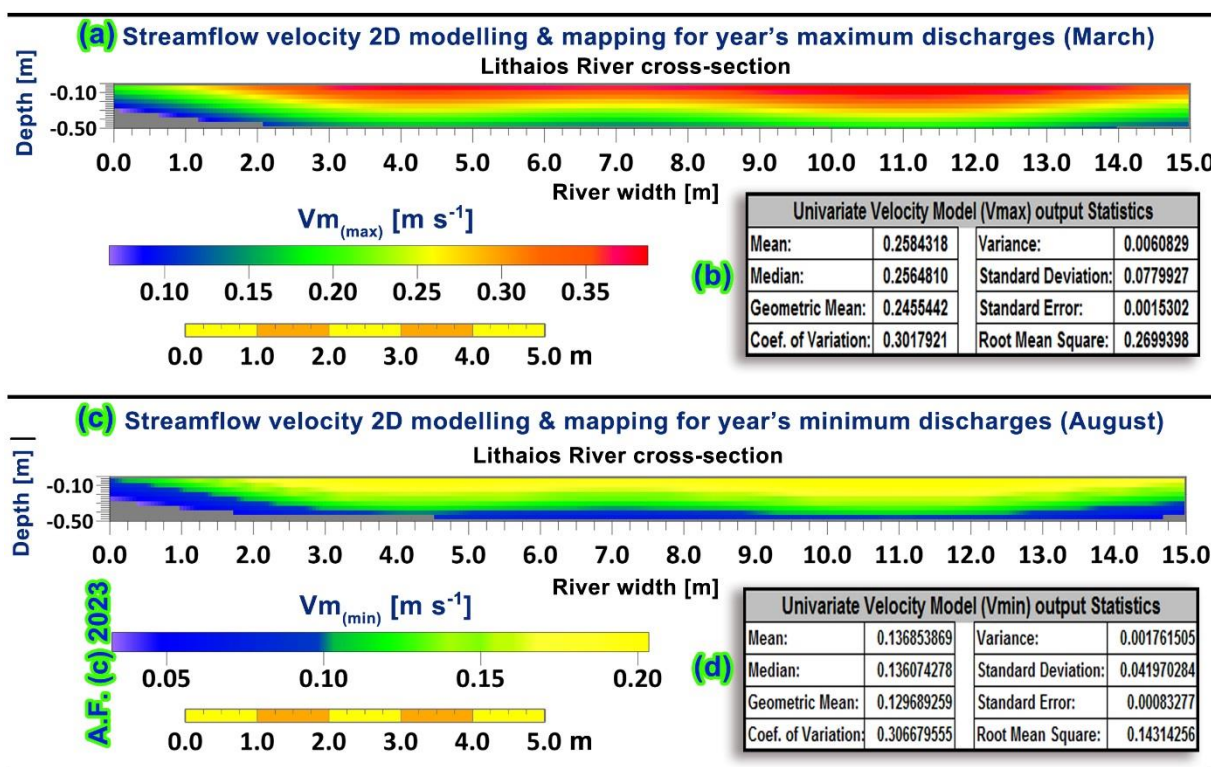 (a) Streamflow velocity 2D modelling & mapping for year's maximum discharges (March)
Lithaios River cross-section
Depth [m]
-0.10
-0.50
0.0 1.0 2.0 3.0 4.0 5.0 6.0 7.0 8.0 9.0 10.0 11.0 12.0 13.0 14.0 15.0
River width [m]
Vm(max) [m s-1]
0.10 0.15 0.20 0.25 0.30 0.35
0.0 1.0 2.0 3.0 4.0 5.0 m
(b)
Univariate Velocity Model (Vmax) output Statistics
Mean: 0.2584318 Variance: 0.0060829
Median: 0.2564810 Standard Deviation: 0.0779927
Geometric Mean: 0.2455442 Standard Error: 0.0015302
Coef. of Variation: 0.3017921 Root Mean Square: 0.2699398
(c) Streamflow velocity 2D modelling & mapping for year's minimum discharges (August)
Lithaios River cross-section
Depth [m] |
-0.10
-0.50
0.0 1.0 2.0 3.0 4.0 5.0 6.0 7.0 8.0 9.0 10.0 11.0 12.0 13.0 14.0 15.0
River width [m]
A.F. (c) 2023
Vm(min) [m s-1]
0.05 0.10 0.15 0.20
0.0 1.0 2.0 3.0 4.0 5.0 m
(d)
Univariate Velocity Model (Vmin) output Statistics
Mean: 0.136853869 Variance: 0.001761505
Median: 0.136074278 Standard Deviation: 0.041970284
Geometric Mean: 0.129689259 Standard Error: 0.00083277
Coef. of Variation: 0.306679555 Root Mean Square: 0.14314256